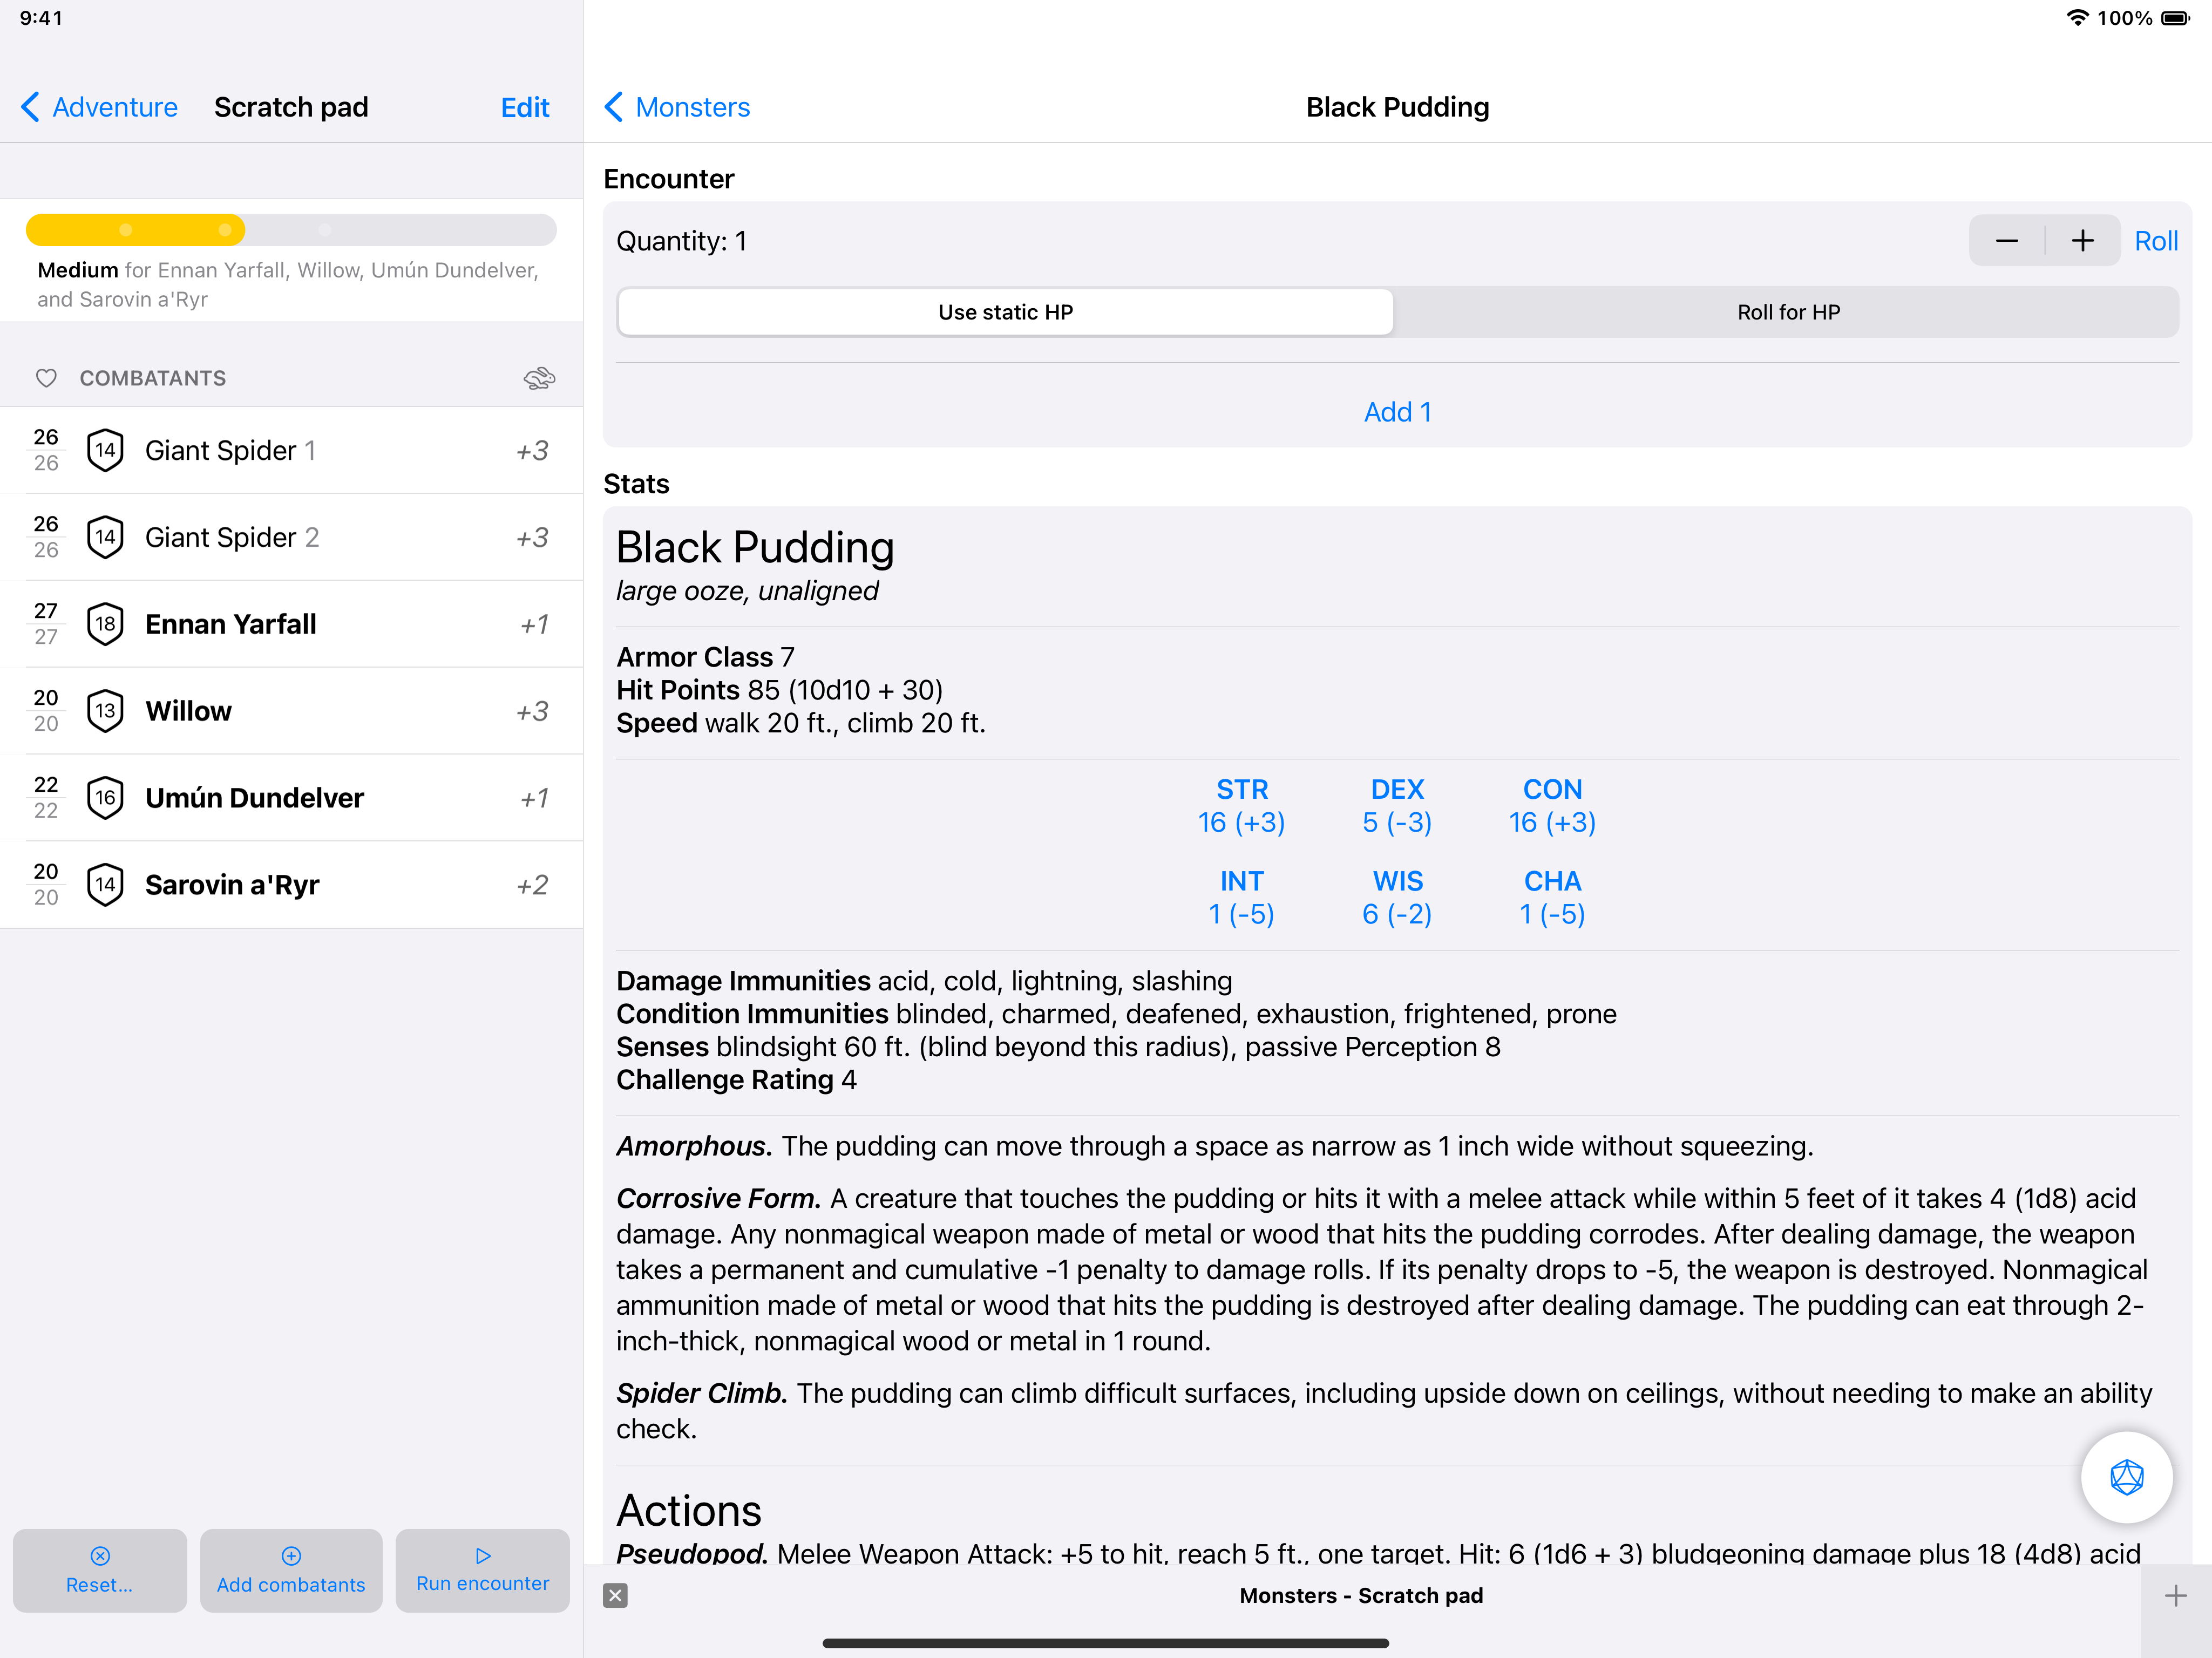 9:41
100%
Adventure
Scratch pad
Edit
Medium for Ennan Yarfall, Willow, Umún Dundelver,
and Sarovin a'Ryr
COMBATANTS
26
26
14
Giant Spider 1
+3
26
26
14
Giant Spider 2
+3
27
27
18
Ennan Yarfall
+1
20
20
13
Willow
+3
22
22
16
Umún Dundelver
+1
20
20
14
Sarovin a'Ryr
+2
Reset...
Add combatants
Run encounter
Monsters
Black Pudding
Encounter
Quantity: 1
Roll
Use static HP
Roll for HP
Add 1
Stats
Black Pudding
large ooze, unaligned
Armor Class 7
Hit Points 85 (10d10 + 30)
Speed walk 20 ft., climb 20 ft.
STR DEX CON
16 (+3) 5 (-3) 16 (+3)
INT WIS CHA
1 (-5) 6 (-2) 1 (-5)
Damage Immunities acid, cold, lightning, slashing
Condition Immunities blinded, charmed, deafened, exhaustion, frightened, prone
Senses blindsight 60 ft. (blind beyond this radius), passive Perception 8
Challenge Rating 4
Amorphous. The pudding can move through a space as narrow as 1 inch wide without squeezing.
Corrosive Form. A creature that touches the pudding or hits it with a melee attack while within 5 feet of it takes 4 (1d8) acid
damage. Any nonmagical weapon made of metal or wood that hits the pudding corrodes. After dealing damage, the weapon
takes a permanent and cumulative -1 penalty to damage rolls. If its penalty drops to -5, the weapon is destroyed. Nonmagical
ammunition made of metal or wood that hits the pudding is destroyed after dealing damage. The pudding can eat through 2-
inch-thick, nonmagical wood or metal in 1 round.
Spider Climb. The pudding can climb difficult surfaces, including upside down on ceilings, without needing to make an ability
check.
Actions
Pseudopod. Melee Weapon Attack: +5 to hit, reach 5 ft., one target. Hit: 6 (1d6 + 3) bludgeoning damage plus 18 (4d8) acid
Monsters - Scratch pad